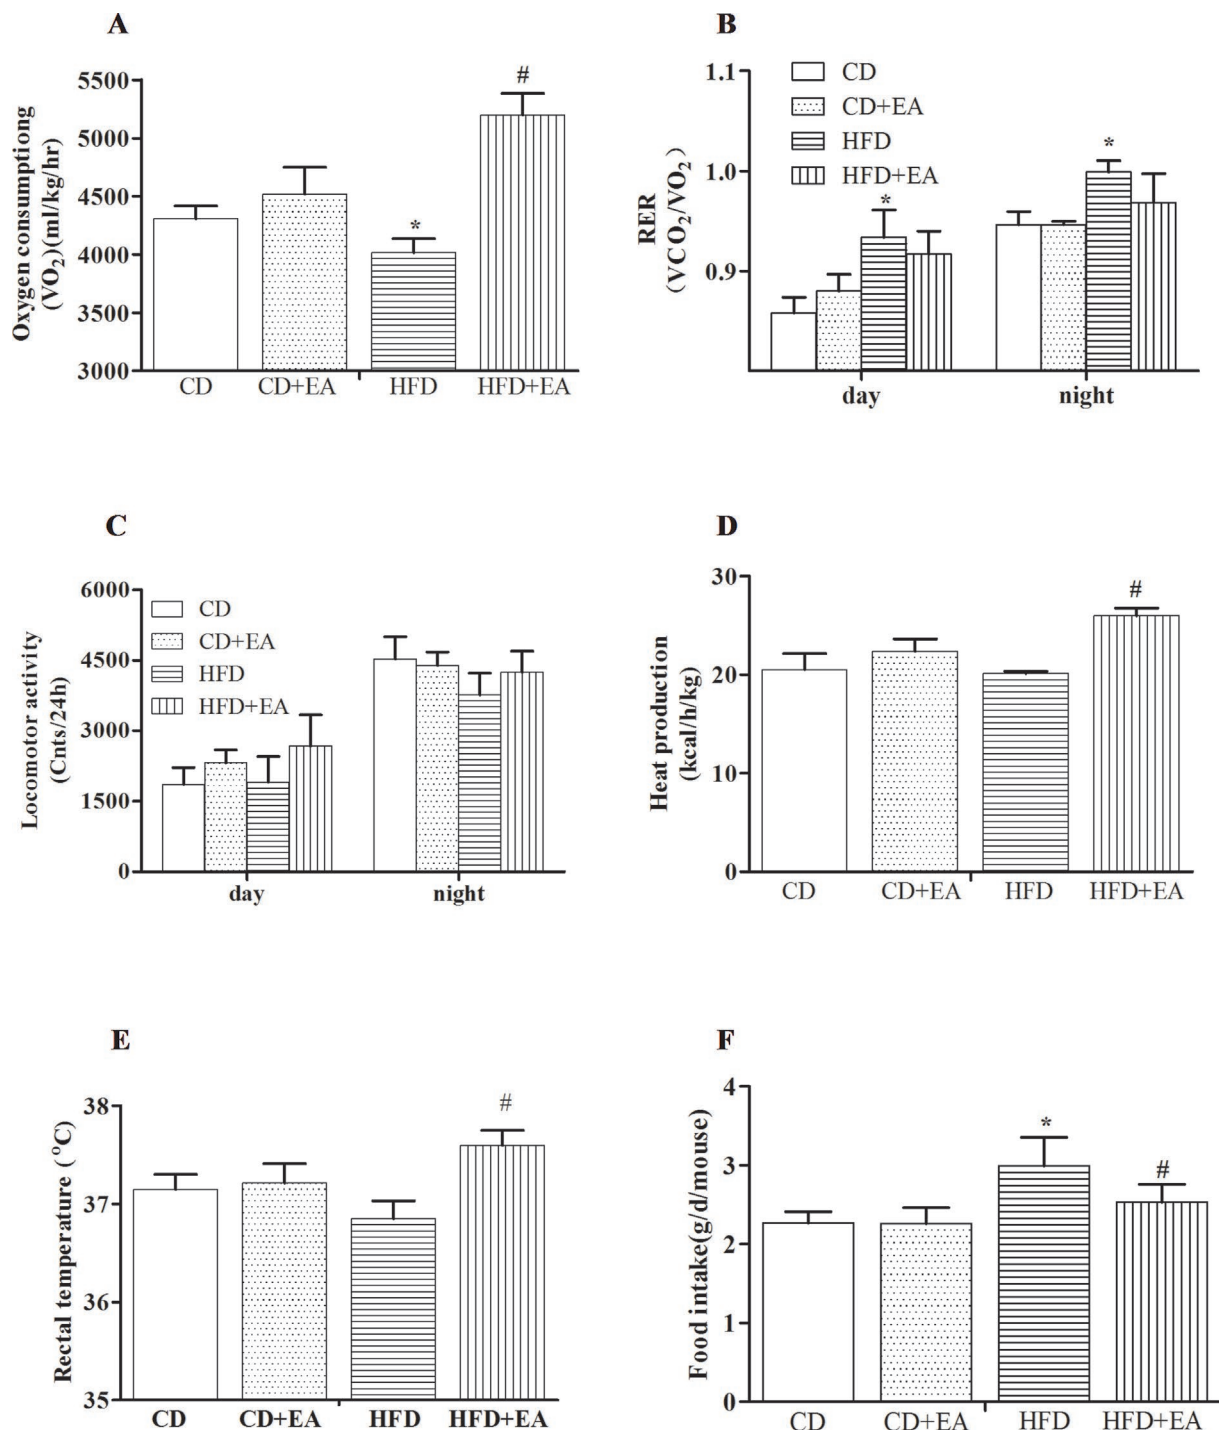 A
Oxygen consumptiong
(VO2)(ml/kg/hr)
5500
5000
4500
4000
3500
3000
*
#
CD
CD+EA
HFD
HFD+EA
B
RER
(VCO2/VO2)
1.1
1.0
0.9
CD
CD+EA
HFD
HFD+EA
*
*
day
night
C
Locomotor activity
(Cnts/24h)
6000
4500
3000
1500
0
CD
CD+EA
HFD
HFD+EA
day
night
D
Heat production
(kcal/h/kg)
30
20
10
0
#
CD
CD+EA
HFD
HFD+EA
E
Rectal temperature (°C)
38
37
36
35
#
CD
CD+EA
HFD
HFD+EA
F
Food intake(g/d/mouse)
4
3
2
1
0
*
#
CD
CD+EA
HFD
HFD+EA